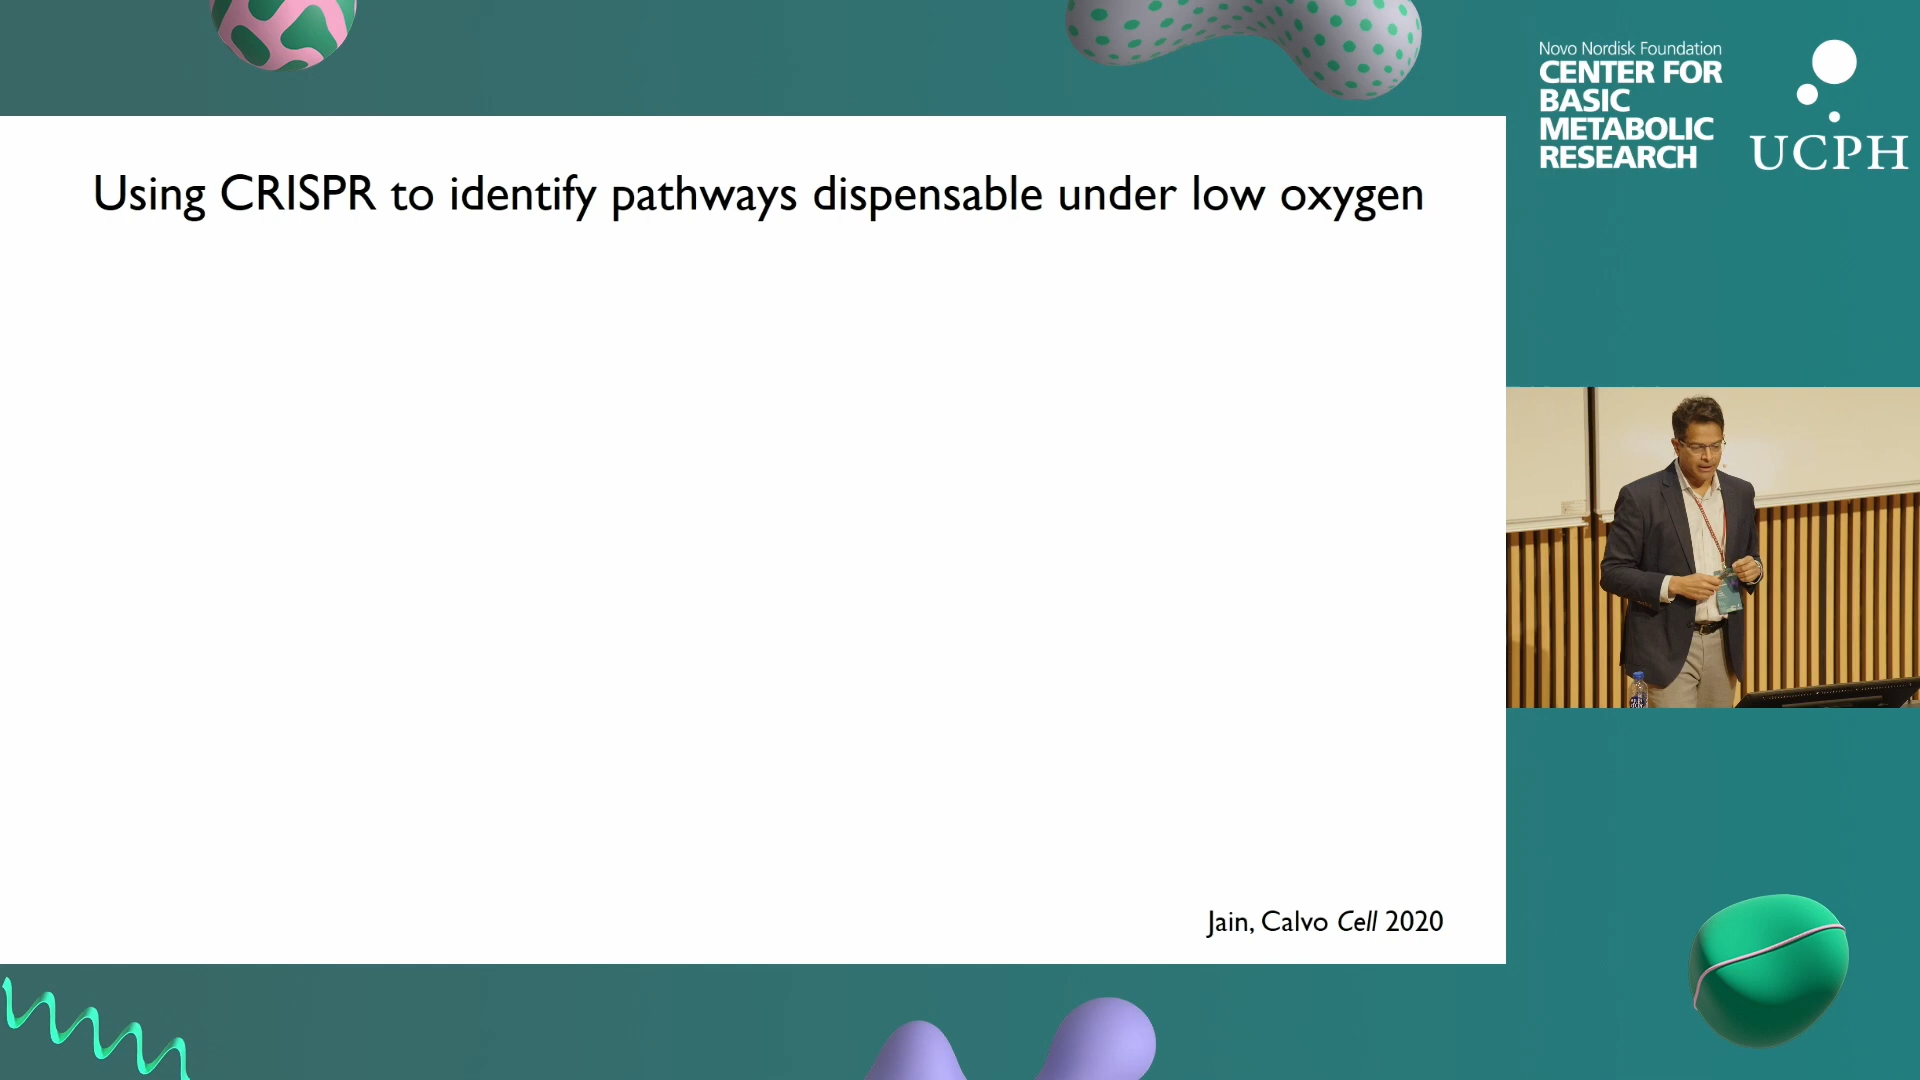 Using CRISPR to identify pathways dispensable under low oxygen
Jain, Calvo Cell 2020
Novo Nordisk Foundation
CENTER FOR
BASIC
METABOLIC
RESEARCH
UCPH